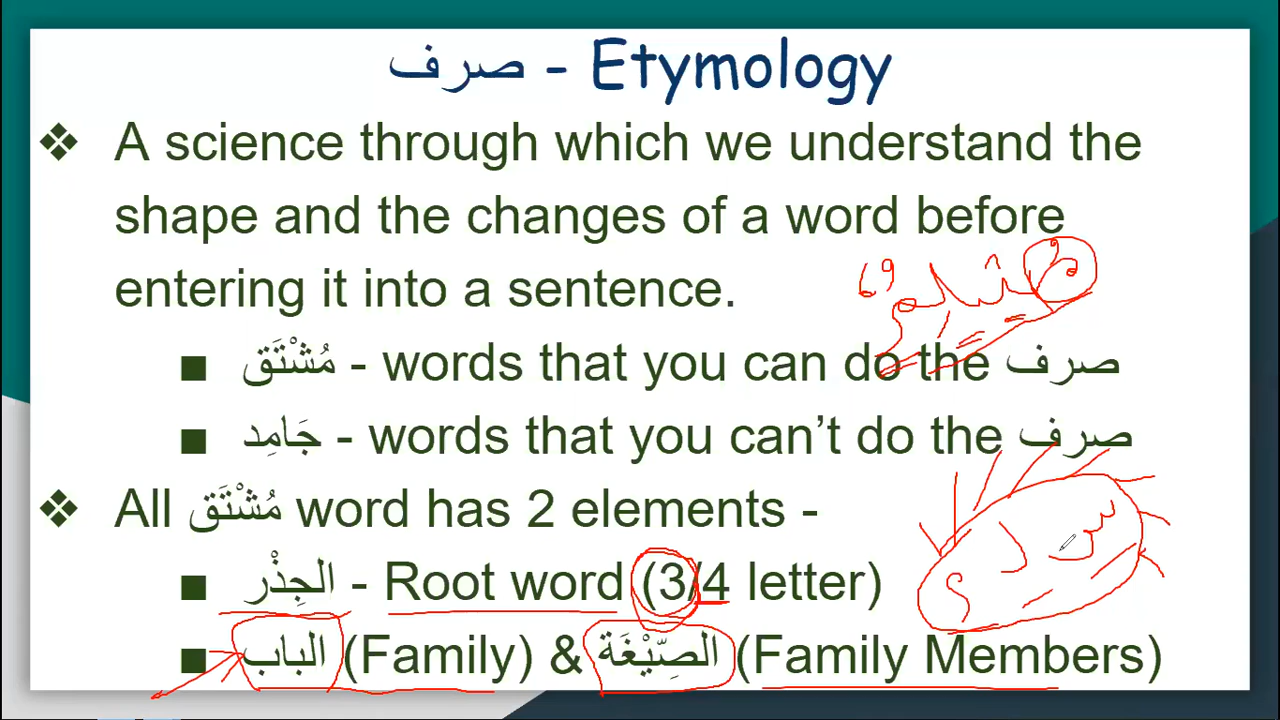 صرف - Etymology
❖ A science through which we understand the
shape and the changes of a word before
entering it into a sentence.
■ مُشْتَق - words that you can do the صرف
■ جَامِد - words that you can’t do the صرف
❖ All مُشْتَق word has 2 elements -
س ل م
■ الجِذْر - Root word (3/4 letter)
■ الباب (Family) & الصِّيْغَة (Family Members)